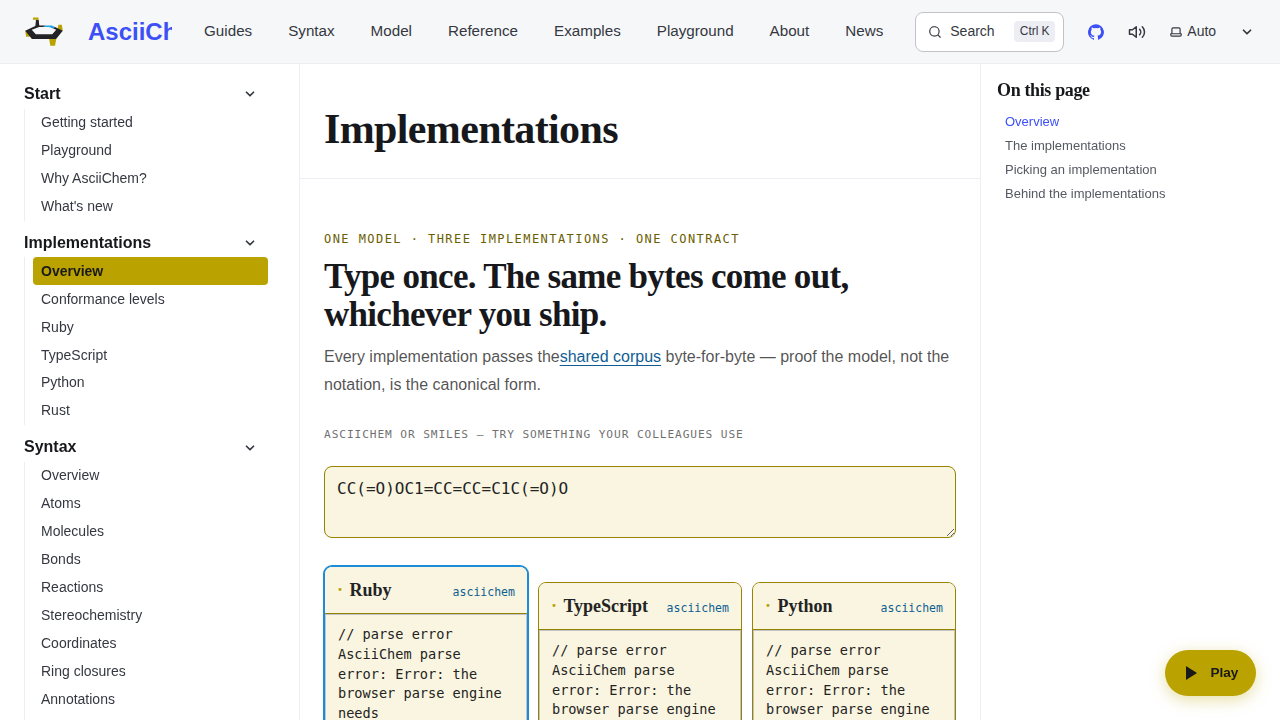 AsciiCh
Guides
Syntax
Model
Reference
Examples
Playground
About
News
Search
Ctrl K
Auto
Start
Getting started
Playground
Why AsciiChem?
What's new
Implementations
Overview
Conformance levels
Ruby
TypeScript
Python
Rust
Syntax
Overview
Atoms
Molecules
Bonds
Reactions
Stereochemistry
Coordinates
Ring closures
Annotations
Implementations
ONE MODEL · THREE IMPLEMENTATIONS · ONE CONTRACT
Type once. The same bytes come out,
whichever you ship.
Every implementation passes theshared corpus byte-for-byte — proof the model, not the
notation, is the canonical form.
ASCIICHEM OR SMILES — TRY SOMETHING YOUR COLLEAGUES USE
CC(=O)OC1=CC=CC=C1C(=O)O
· Ruby asciichem
// parse error
AsciiChem parse
error: Error: the
browser parse engine
needs
· TypeScript asciichem
// parse error
AsciiChem parse
error: Error: the
browser parse engine
· Python asciichem
// parse error
AsciiChem parse
error: Error: the
browser parse engine
On this page
Overview
The implementations
Picking an implementation
Behind the implementations
Play